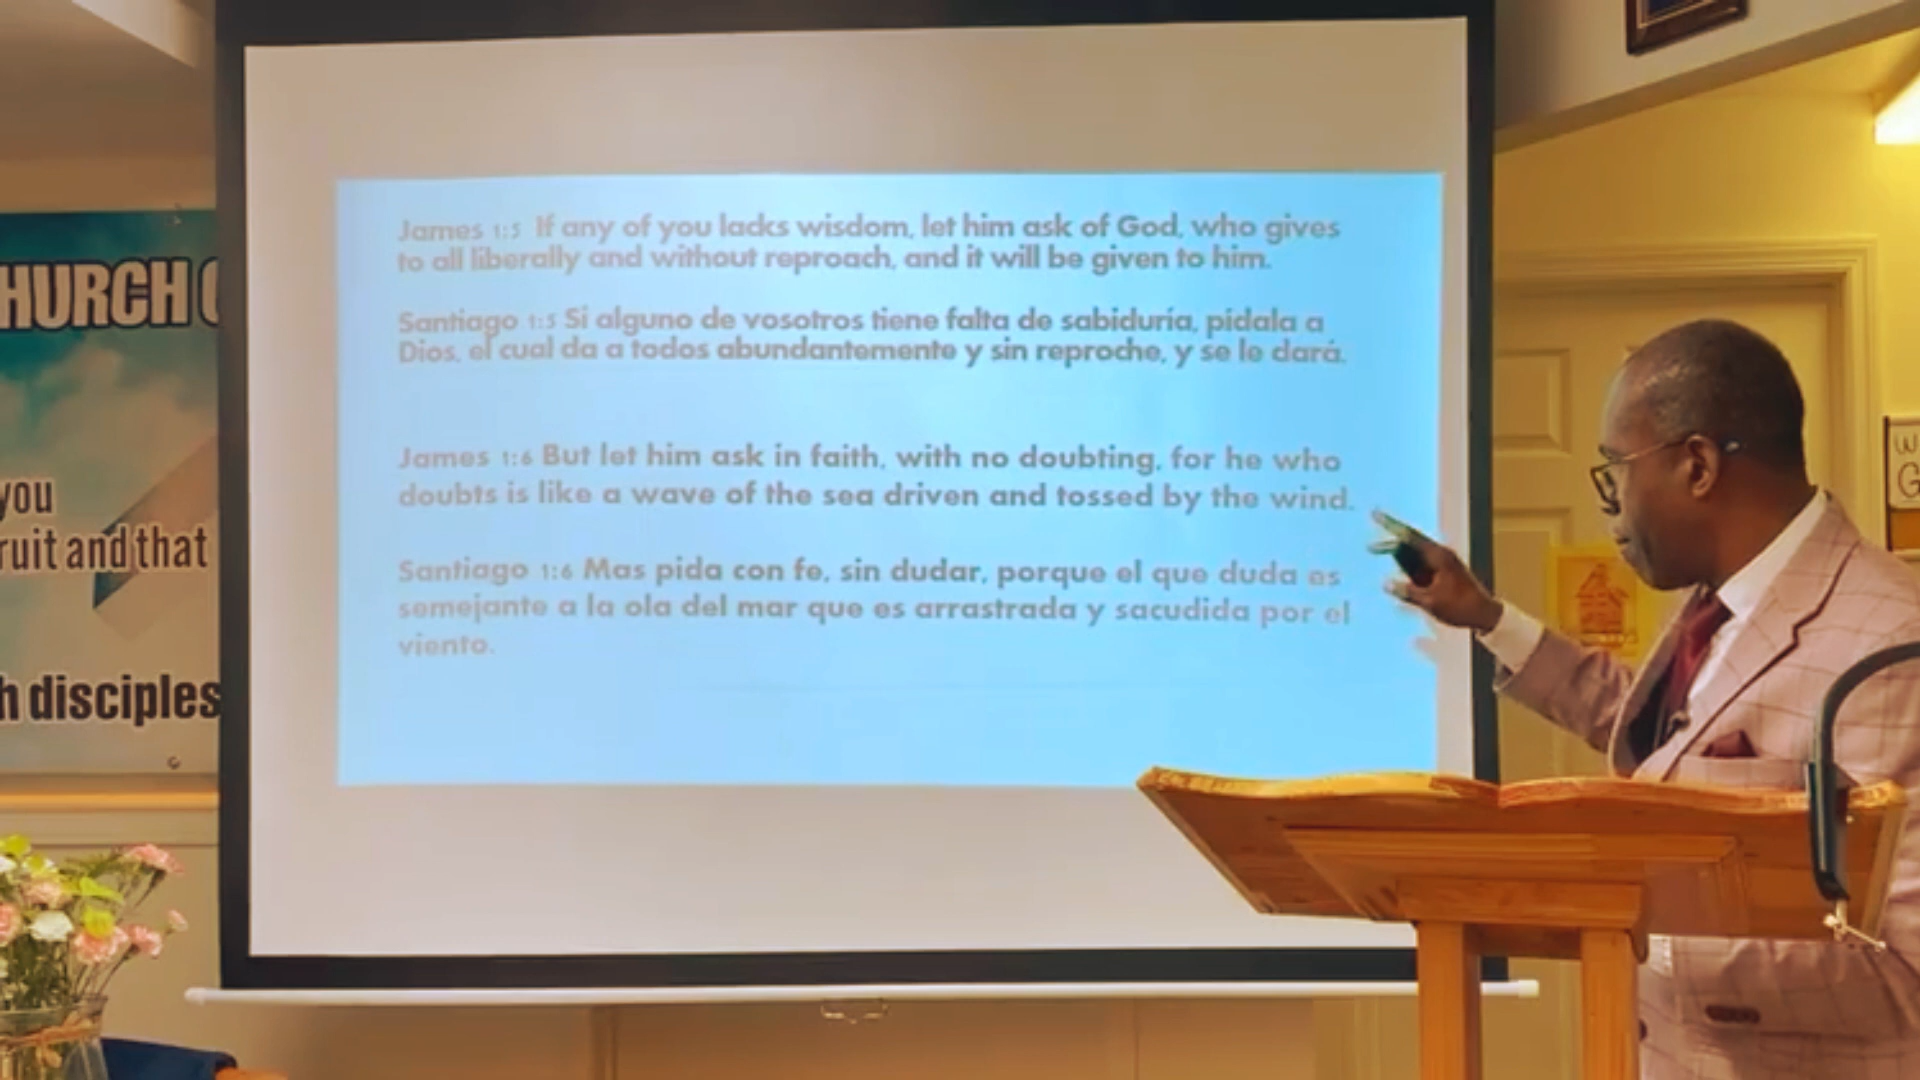 HURCH
you
ruit and that
h disciples
James 1:5 If any of you lacks wisdom, let him ask of God, who gives
to all liberally and without reproach, and it will be given to him.
Santiago 1:5 Si alguno de vosotros tiene falta de sabiduría, pídala a
Dios, el cual da a todos abundantemente y sin reproche, y se le dará.
James 1:6 But let him ask in faith, with no doubting, for he who
doubts is like a wave of the sea driven and tossed by the wind.
Santiago 1:6 Mas pida con fe, sin dudar, porque el que duda es
semejante a la ola del mar que es arrastrada y sacudida por el
viento.
W
G